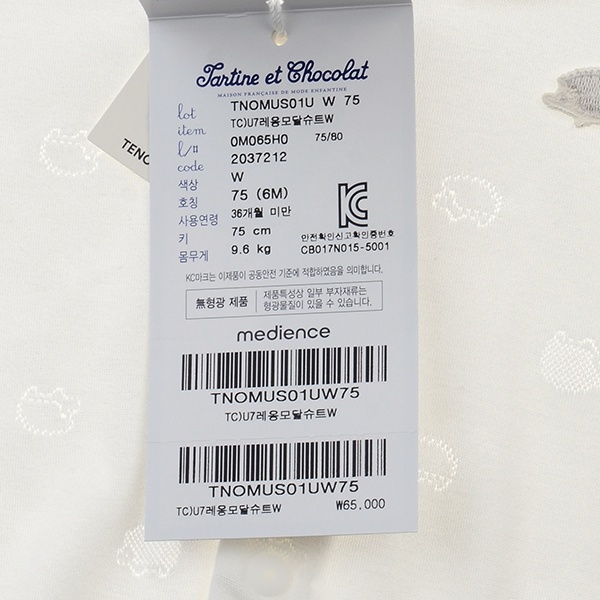 Tartine et Chocolat
MAISON FRANÇAISE DE MODE ENFANTINE
lot TNOMUS01U W 75
item TC)U7레옹모달슈트W
l/# 0M065H0 75/80
code 2037212
색상 W
호칭 75 (6M)
사용연령 36개월 미만
키 75 cm
몸무게 9.6 kg
안전확인신고확인증번호
CB017N015-5001
KC마크는 이제품이 공통안전 기준에 적합하였음을 의미합니다.
無형광 제품
제품특성상 일부 부자재류는
형광물질이 있을 수 있습니다.
medience
TNOMUS01UW75
TC)U7레옹모달슈트W
TNOMUS01UW75
TC)U7레옹모달슈트W ₩65,000
TENO